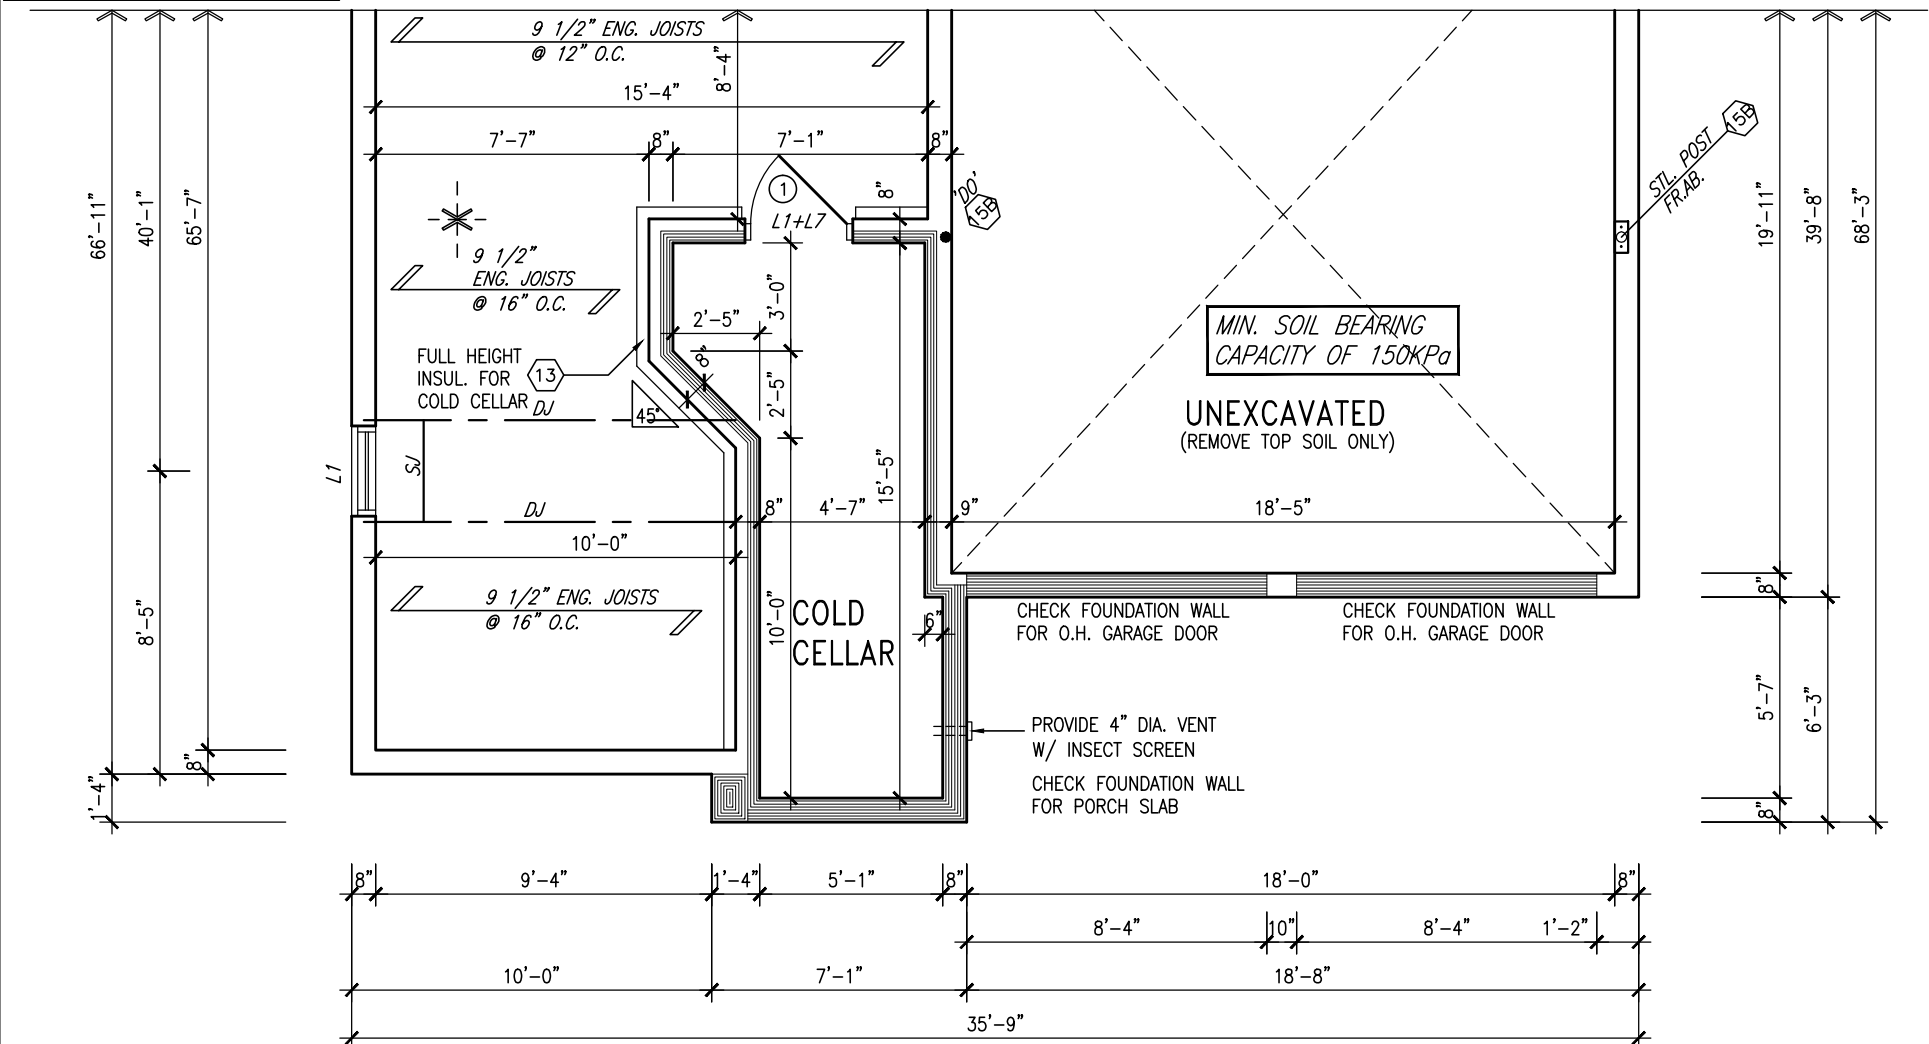 9 1/2" ENG. JOISTS
@ 12" O.C.
8'-4"
15'-4"
7'-7"
8"
7'-1"
8"
66'-11"
40'-1"
65'-7"
1
L1+L7
8"
'DO'
15B
STL. POST
FR.AB.
15B
19'-11"
39'-8"
68'-3"
9 1/2"
ENG. JOISTS
@ 16" O.C.
2'-5"
3'-0"
8"
2'-5"
MIN. SOIL BEARING
CAPACITY OF 150KPa
FULL HEIGHT
INSUL. FOR
COLD CELLAR
13
DJ
45°
UNEXCAVATED
(REMOVE TOP SOIL ONLY)
L1
SJ
DJ
15'-5"
8"
4'-7"
9"
18'-5"
10'-0"
9 1/2" ENG. JOISTS
@ 16" O.C.
8'-5"
10'-0"
COLD
CELLAR
6"
CHECK FOUNDATION WALL
FOR O.H. GARAGE DOOR
CHECK FOUNDATION WALL
FOR O.H. GARAGE DOOR
8"
5'-7"
6'-3"
PROVIDE 4" DIA. VENT
W/ INSECT SCREEN
CHECK FOUNDATION WALL
FOR PORCH SLAB
8"
1'-4"
8"
8"
9'-4"
1'-4"
5'-1"
8"
18'-0"
8"
8'-4"
10"
8'-4"
1'-2"
10'-0"
7'-1"
18'-8"
35'-9"